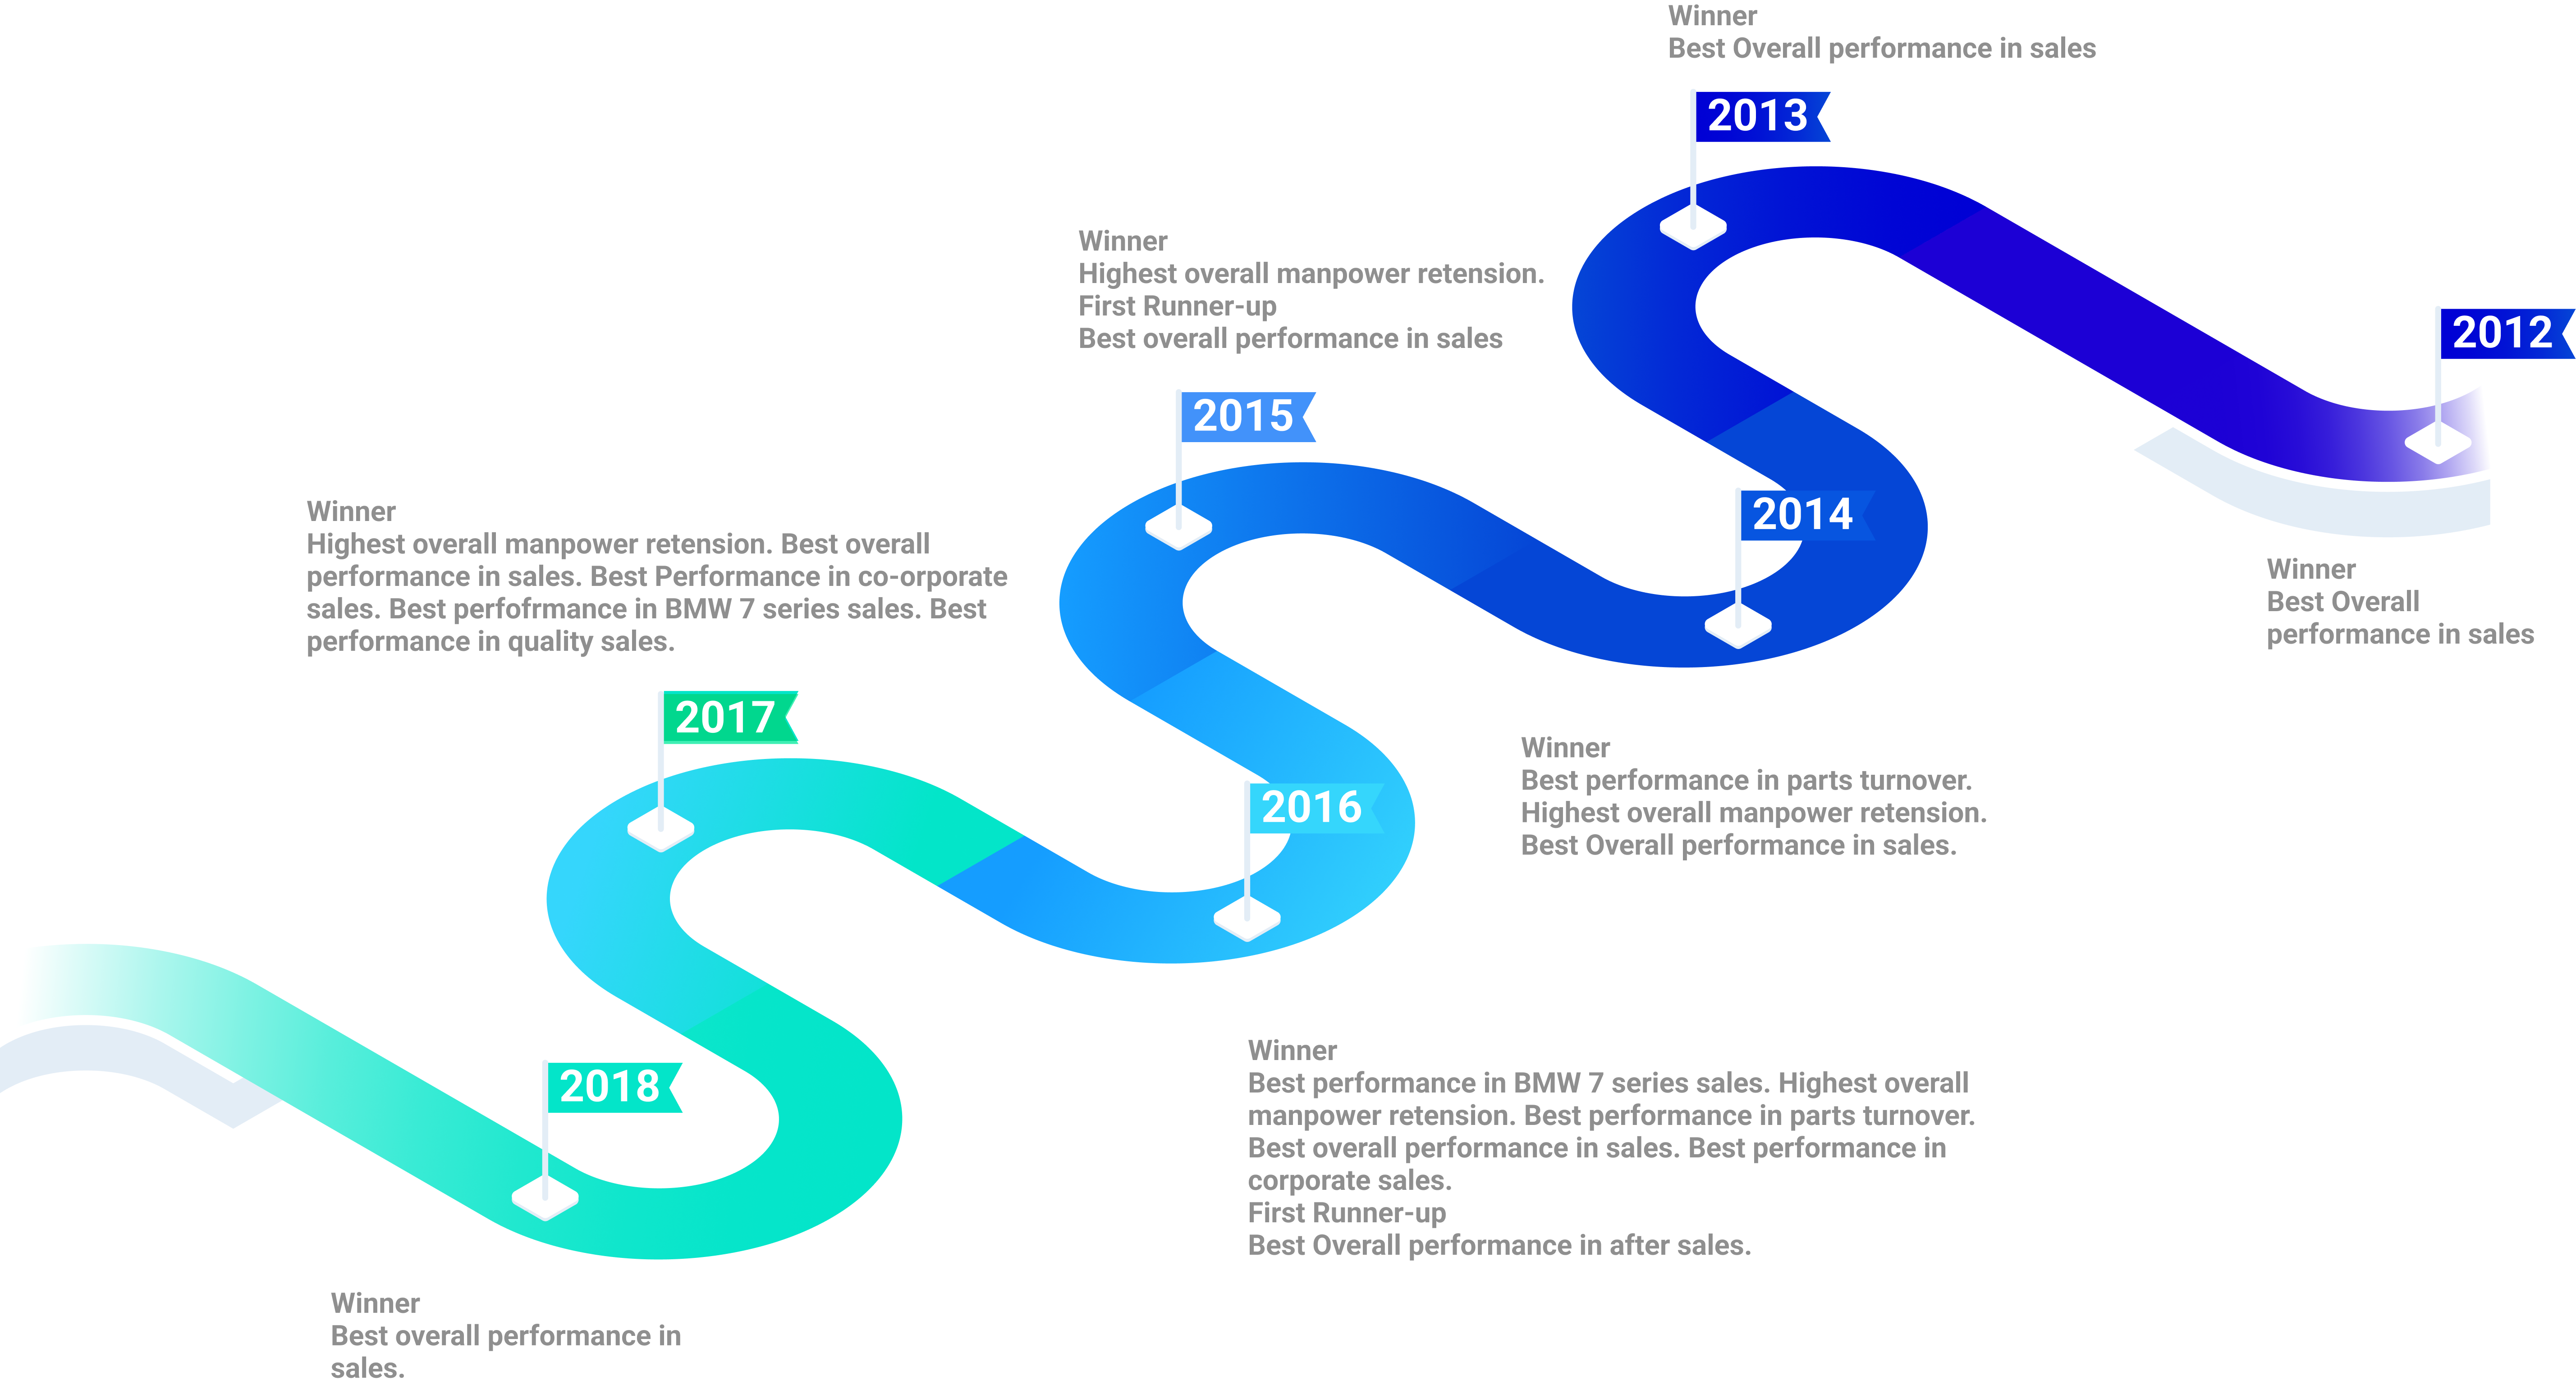 Winner
Best Overall performance in sales
2013
Winner
Highest overall manpower retension.
First Runner-up
Best overall performance in sales
2012
2015
Winner
Highest overall manpower retension. Best overall
performance in sales. Best Performance in co-orporate
sales. Best perfofrmance in BMW 7 series sales. Best
performance in quality sales.
2014
Winner
Best Overall
performance in sales
2017
Winner
Best performance in parts turnover.
Highest overall manpower retension.
Best Overall performance in sales.
2016
Winner
Best performance in BMW 7 series sales. Highest overall
manpower retension. Best performance in parts turnover.
Best overall performance in sales. Best performance in
corporate sales.
First Runner-up
Best Overall performance in after sales.
2018
Winner
Best overall performance in
sales.